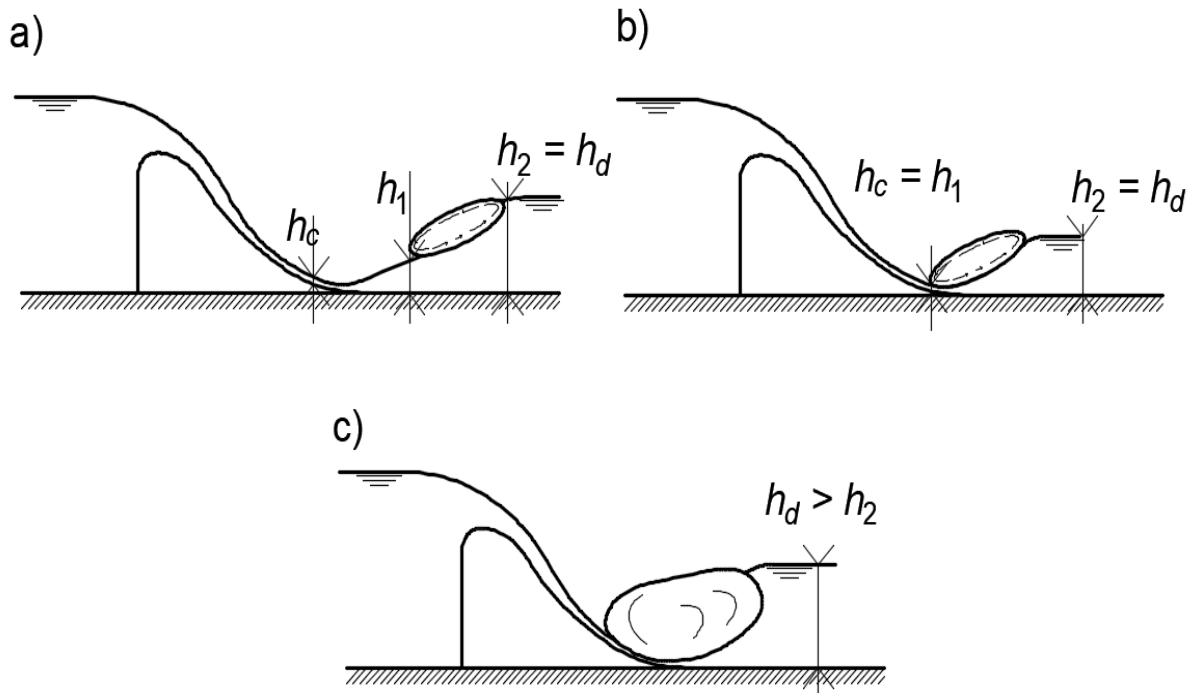 a)
h2 = hd
h1
hc
b)
hc = h1
h2 = hd
c)
hd > h2